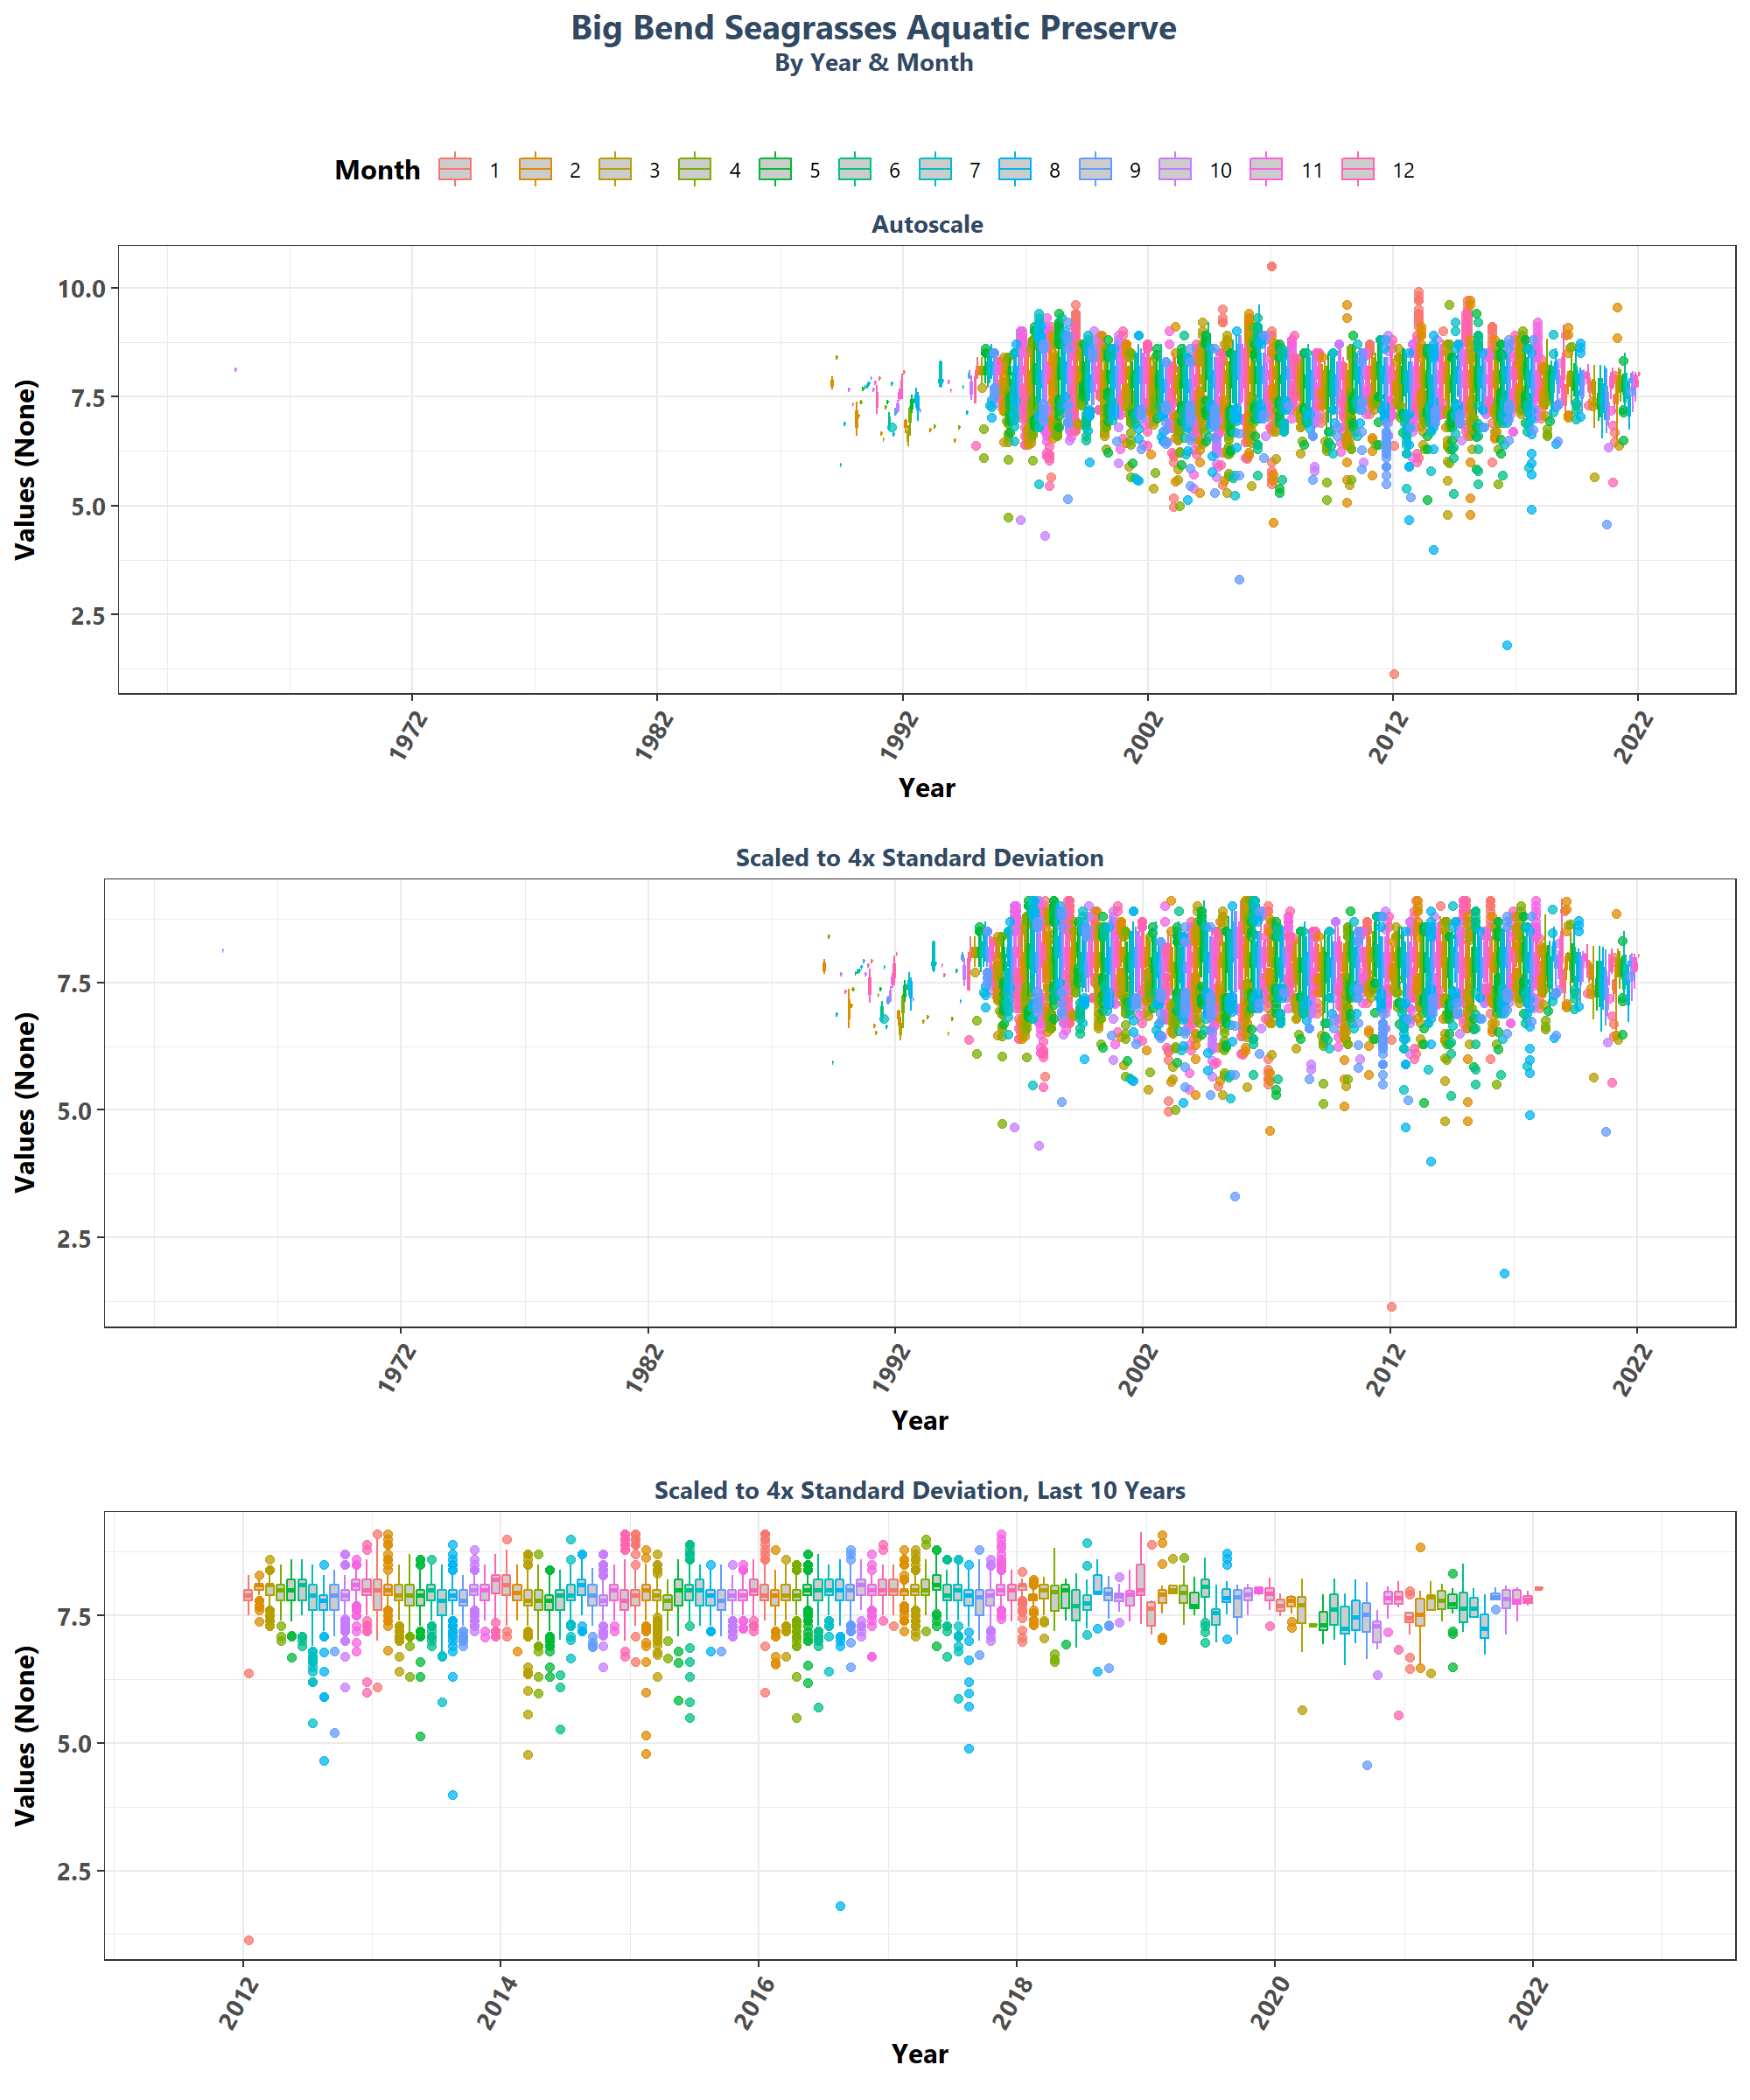 Big Bend Seagrasses Aquatic Preserve
By Year & Month
Month 1 2 3 4 5 6 7 8 9 10 11 12
Autoscale
Values (None)
10.0
7.5
5.0
2.5
1972 1982 1992 2002 2012 2022
Year
Scaled to 4x Standard Deviation
Values (None)
7.5
5.0
2.5
1972 1982 1992 2002 2012 2022
Year
Scaled to 4x Standard Deviation, Last 10 Years
Values (None)
7.5
5.0
2.5
2012 2014 2016 2018 2020 2022
Year